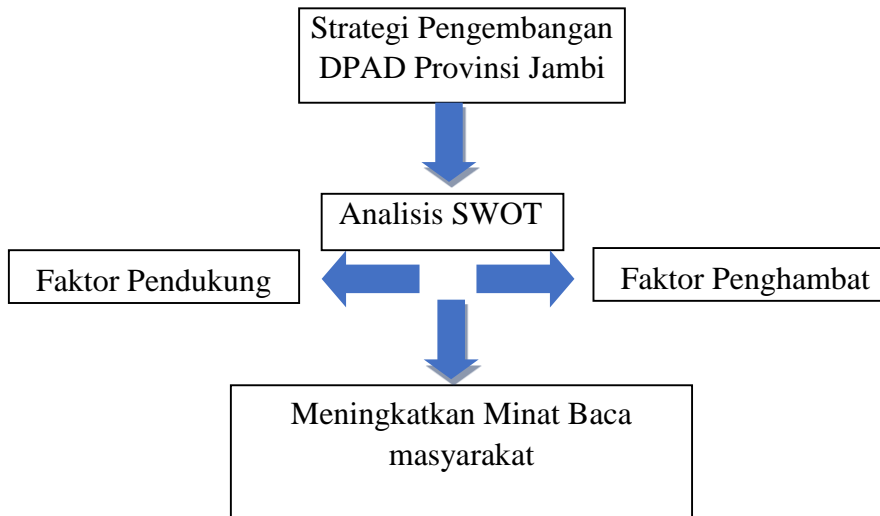 Strategi Pengembangan
DPAD Provinsi Jambi
Analisis SWOT
Faktor Pendukung
Faktor Penghambat
Meningkatkan Minat Baca
masyarakat